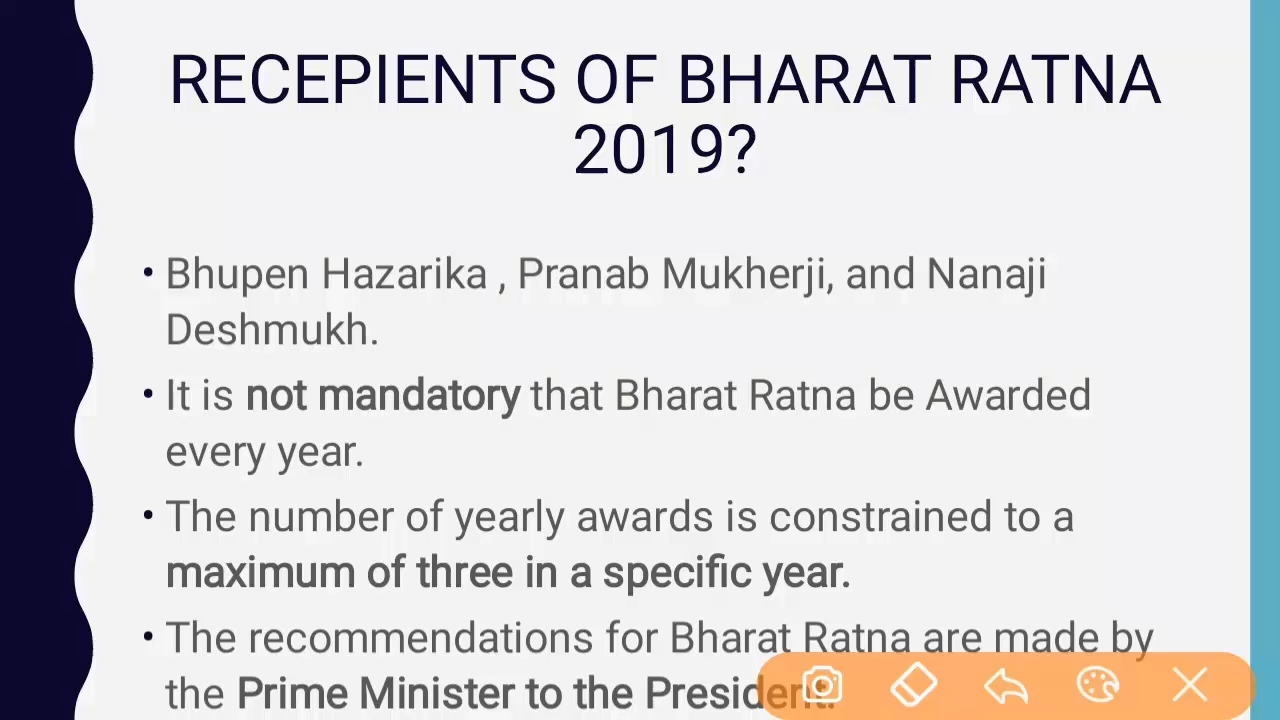 RECEPIENTS OF BHARAT RATNA
2019?
• Bhupen Hazarika , Pranab Mukherji, and Nanaji
Deshmukh.
• It is not mandatory that Bharat Ratna be Awarded
every year.
• The number of yearly awards is constrained to a
maximum of three in a specific year.
• The recommendations for Bharat Ratna are made by
the Prime Minister to the President.